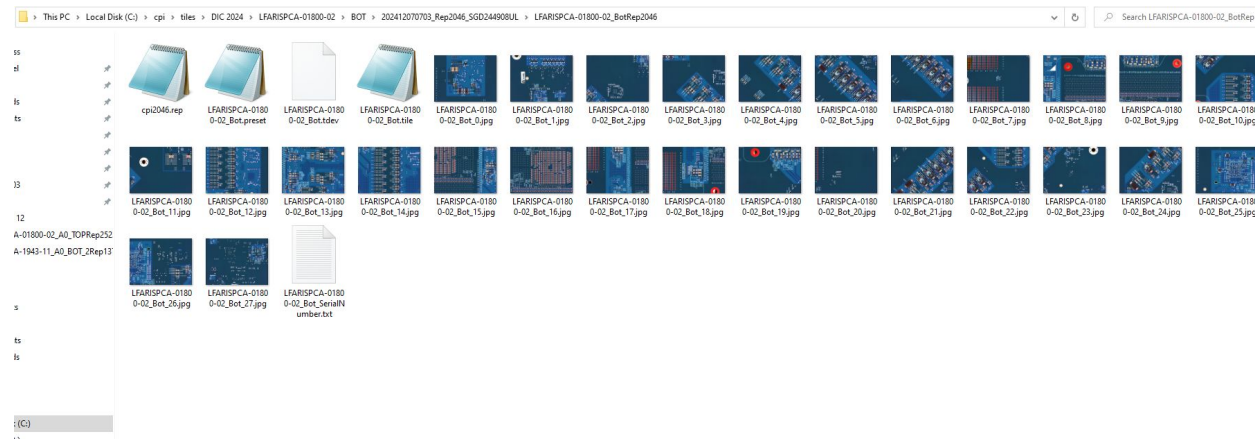 This PC > Local Disk (C:) > cpi > tiles > DIC 2024 > LFARISPCA-01800-02 > BOT > 202412070703_Rep2046_SGD244908UL > LFARISPCA-01800-02_BotRep2046
Search LFARISPCA-01800-02_BotRep
cpi2046.rep
LFARISPCA-0180
0-02_Bot.preset
LFARISPCA-0180
0-02_Bot.tdev
LFARISPCA-0180
0-02_Bot.tile
LFARISPCA-0180
0-02_Bot_0.jpg
LFARISPCA-0180
0-02_Bot_1.jpg
LFARISPCA-0180
0-02_Bot_2.jpg
LFARISPCA-0180
0-02_Bot_3.jpg
LFARISPCA-0180
0-02_Bot_4.jpg
LFARISPCA-0180
0-02_Bot_5.jpg
LFARISPCA-0180
0-02_Bot_6.jpg
LFARISPCA-0180
0-02_Bot_7.jpg
LFARISPCA-0180
0-02_Bot_8.jpg
LFARISPCA-0180
0-02_Bot_9.jpg
LFARISPCA-0180
0-02_Bot_10.jpg
LFARISPCA-0180
0-02_Bot_11.jpg
LFARISPCA-0180
0-02_Bot_12.jpg
LFARISPCA-0180
0-02_Bot_13.jpg
LFARISPCA-0180
0-02_Bot_14.jpg
LFARISPCA-0180
0-02_Bot_15.jpg
LFARISPCA-0180
0-02_Bot_16.jpg
LFARISPCA-0180
0-02_Bot_17.jpg
LFARISPCA-0180
0-02_Bot_18.jpg
LFARISPCA-0180
0-02_Bot_19.jpg
LFARISPCA-0180
0-02_Bot_20.jpg
LFARISPCA-0180
0-02_Bot_21.jpg
LFARISPCA-0180
0-02_Bot_22.jpg
LFARISPCA-0180
0-02_Bot_23.jpg
LFARISPCA-0180
0-02_Bot_24.jpg
LFARISPCA-0180
0-02_Bot_25.jpg
12
A-01800-02_A0_TOPRep252
A-1943-11_A0_BOT_2Rep13
LFARISPCA-0180
0-02_Bot_26.jpg
LFARISPCA-0180
0-02_Bot_27.jpg
LFARISPCA-0180
0-02_Bot_SerialN
umber.txt
(C:)